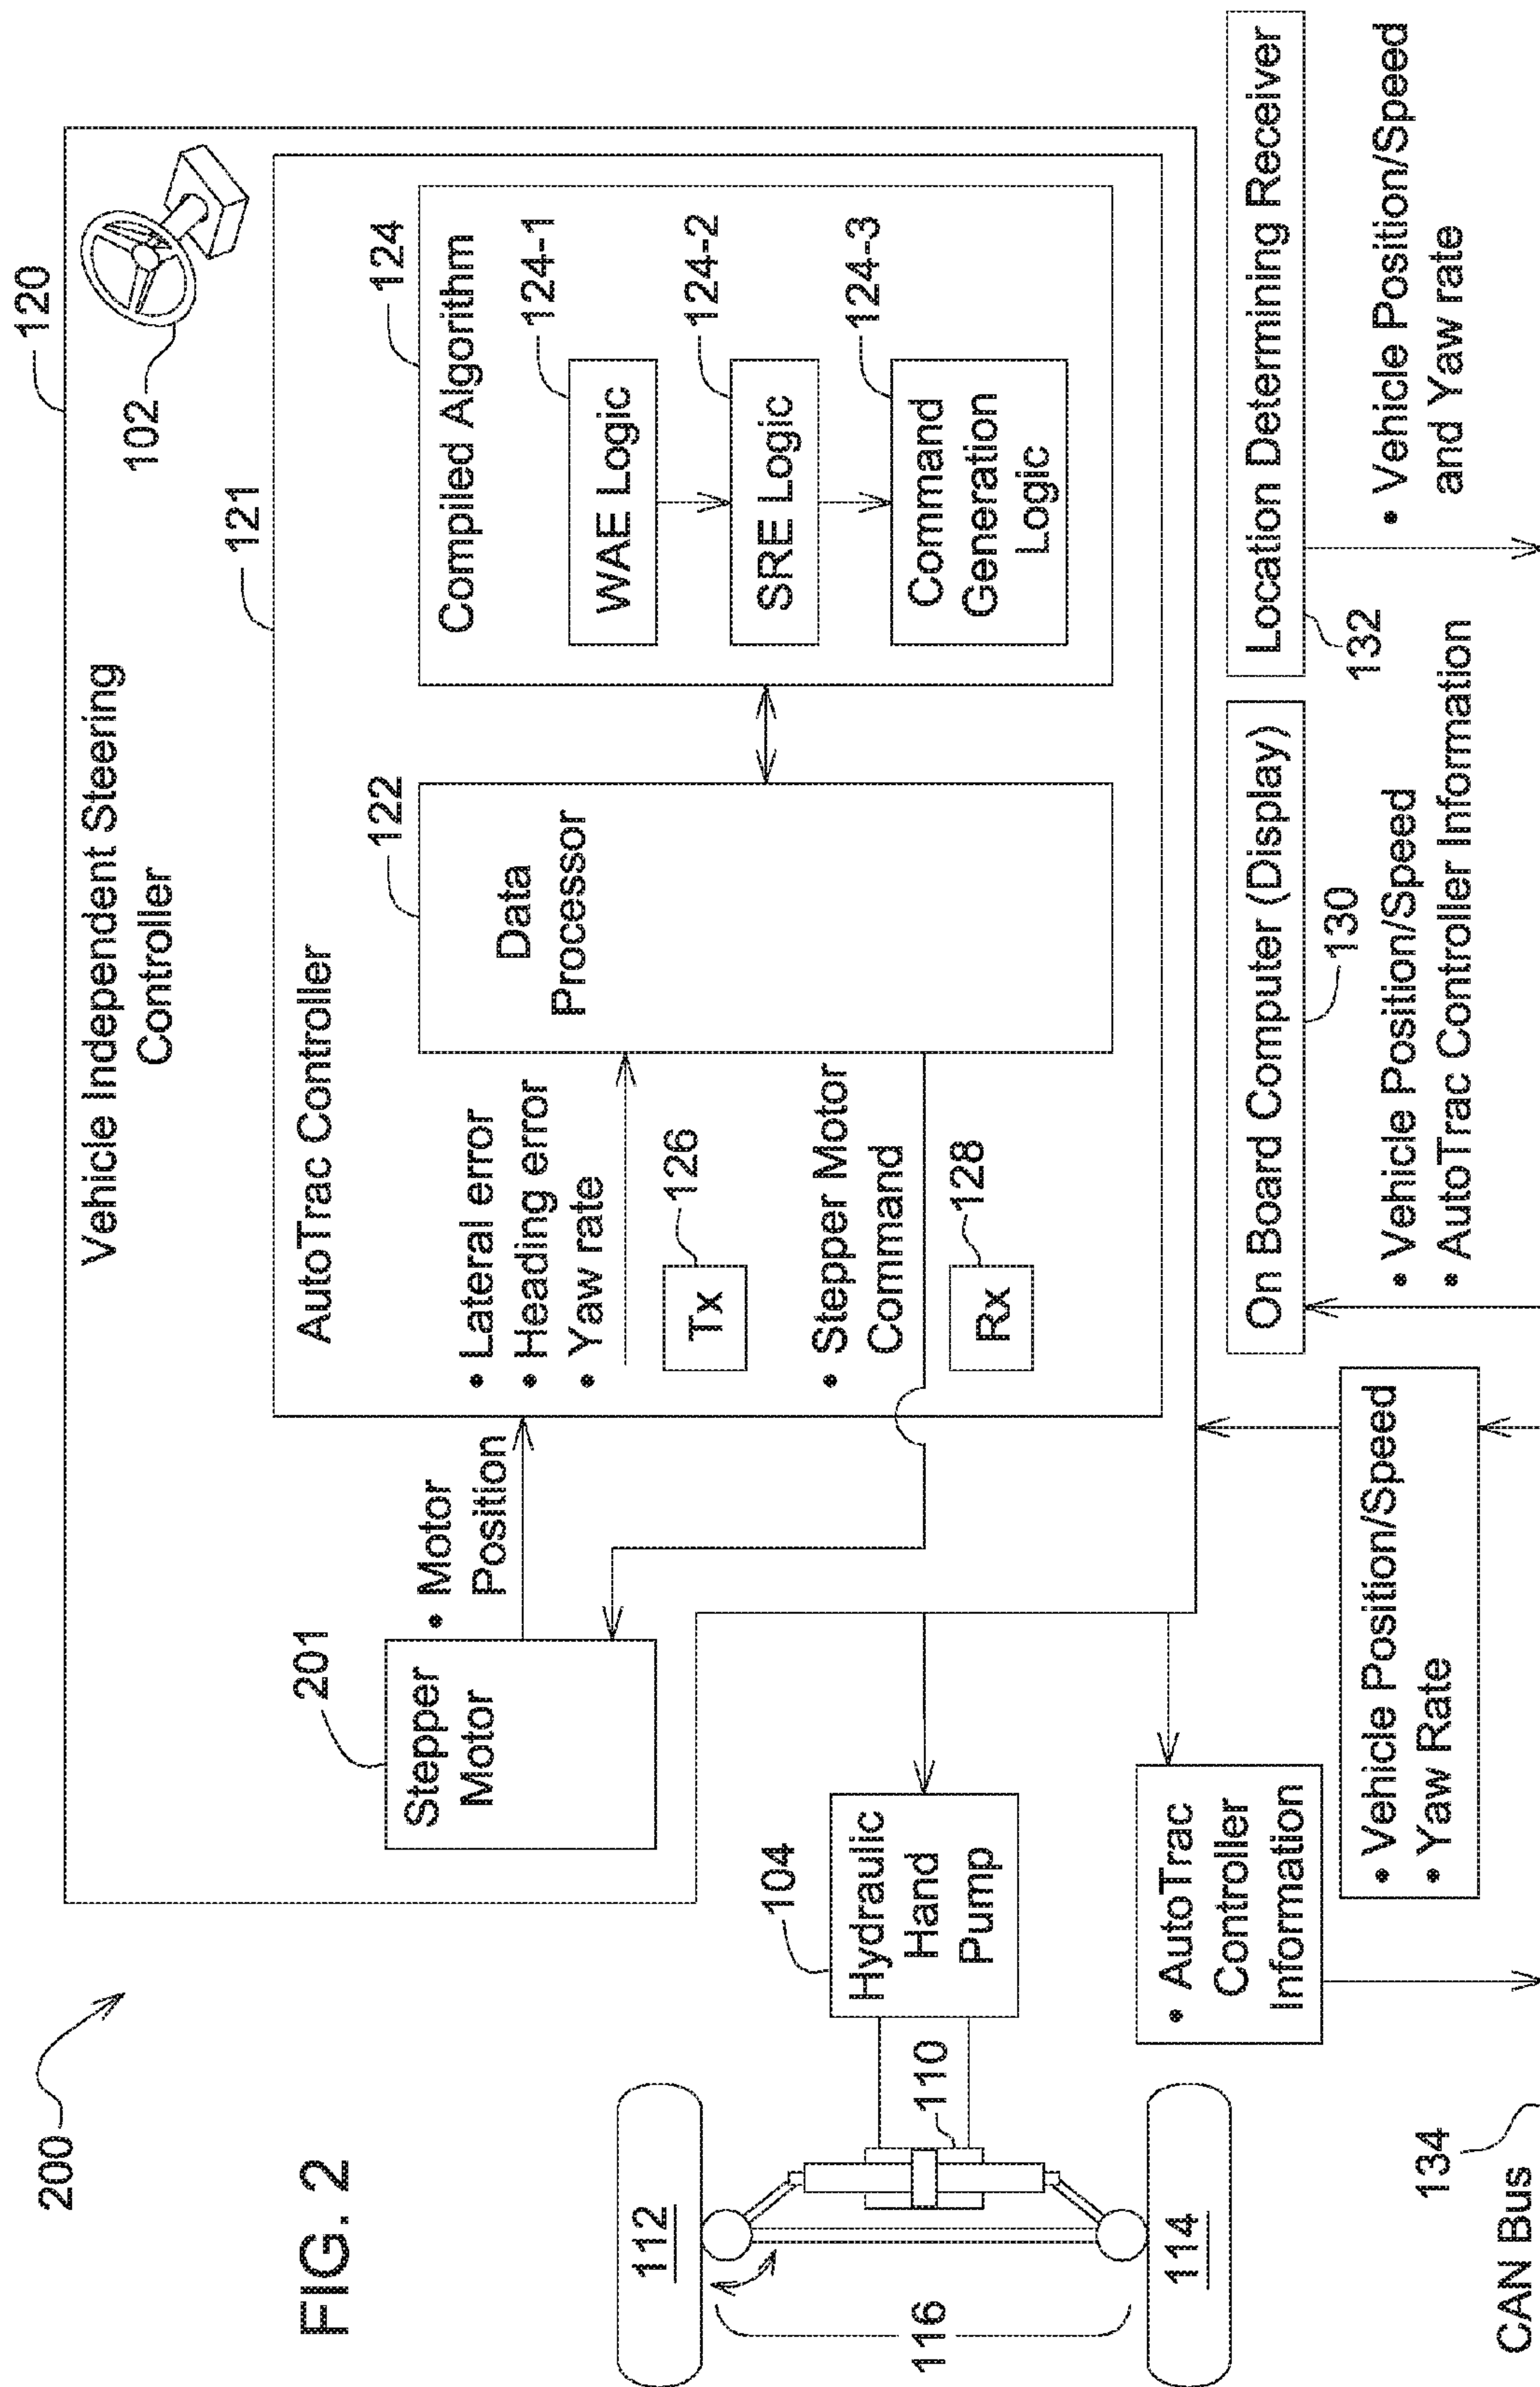 200
FIG. 2
120
Vehicle Independent Steering
Controller
102
121
AutoTrac Controller
201
Stepper
Motor
• Motor
Position
• Lateral error
• Heading error
• Yaw rate
Tx
126
• Stepper Motor
Command
Rx
128
122
Data
Processor
124
Compiled Algorithm
124-1
WAE Logic
124-2
SRE Logic
124-3
Command
Generation
Logic
112
116
114
110
104
Hydraulic
Hand
Pump
• AutoTrac
Controller
Information
• Vehicle Position/Speed
• Yaw Rate
On Board Computer (Display)
130
• Vehicle Position/Speed
• AutoTrac Controller Information
Location Determining Receiver
132
• Vehicle Position/Speed
and Yaw rate
134
CAN Bus